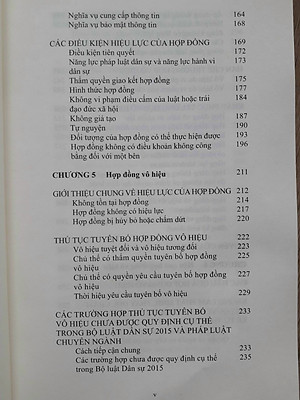 Nghĩa vụ cung cấp thông tin 164
Nghĩa vụ bảo mật thông tin 168
CÁC ĐIỀU KIỆN HIỆU LỰC CỦA HỢP ĐỒNG 169
Điều kiện tiên quyết 172
Năng lực pháp luật dân sự và năng lực hành vi
dân sự 173
Thẩm quyền giao kết hợp đồng 175
Hình thức hợp đồng 177
Không vi phạm điều cấm của luật hoặc trái 184
đạo đức xã hội
Không giả tạo 187
Tự nguyện 190
Đối tượng của hợp đồng có thể thực hiện được 193
Hợp đồng không có điều khoản không công 196
bằng đối với một bên
CHƯƠNG 5 Hợp đồng vô hiệu 211
GIỚI THIỆU CHUNG VỀ HIỆU LỰC CỦA HỢP ĐỒNG 212
Không tồn tại hợp đồng 214
Hợp đồng không có hiệu lực 217
Hợp đồng bị hủy bỏ hoặc chấm dứt 220
THỦ TỤC TUYÊN BỐ HỢP ĐỒNG VÔ HIỆU 222
Vô hiệu tuyệt đối và vô hiệu tương đối 223
Chủ thể có thẩm quyền tuyên bố hợp đồng 225
vô hiệu
Chủ thể có quyền yêu cầu tuyên bố hợp đồng 227
vô hiệu
Thời hiệu yêu cầu tuyên bố vô hiệu 229
CÁC TRƯỜNG HỢP THỦ TỤC TUYÊN BỐ 233
VÔ HIỆU CHƯA ĐƯỢC QUY ĐỊNH CỤ THỂ
TRONG BỘ LUẬT DÂN SỰ 2015 VÀ PHÁP LUẬT
CHUYÊN NGÀNH
Cách tiếp cận chung 233
Các trường hợp chưa được quy định cụ thể 235
trong Bộ luật Dân sự 2015
v